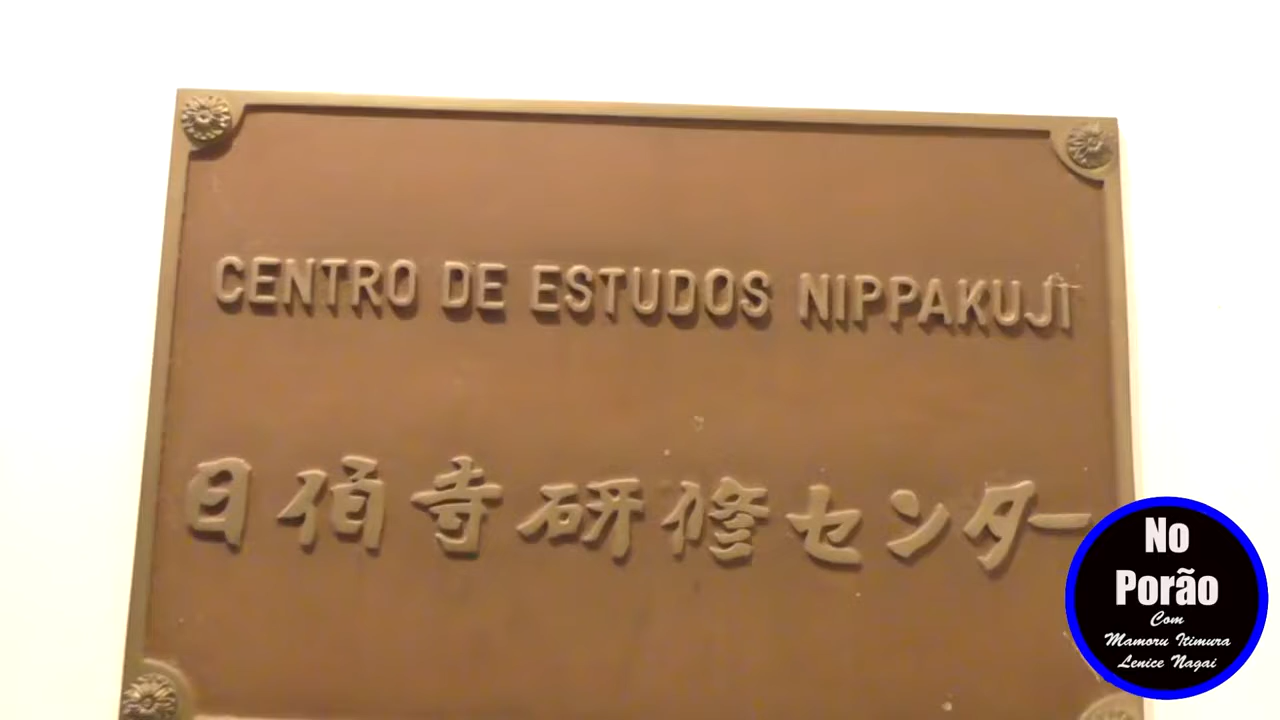 CENTRO DE ESTUDOS NIPPAKUJI
日伯寺研修センター
No
Porão
Com
Mamoru Itimura
Lenice Nagai